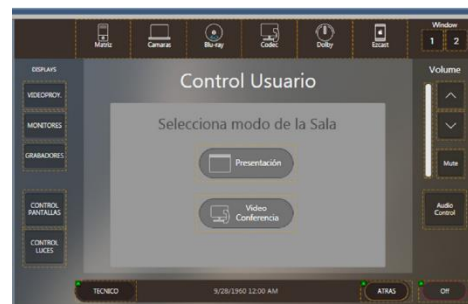 Matriz Camaras Blu-ray Codec Dolby Ezcast
Window
1 2
DISPLAYS
VIDEOPROY.
MONITORES
GRABADORES
CONTROL
PANTALLAS
CONTROL
LUCES
Control Usuario
Selecciona modo de la Sala
Presentación
Video
Conferencia
Volume
Mute
Audio
Control
TECNICO 9/28/1960 12:00 AM ATRAS Off